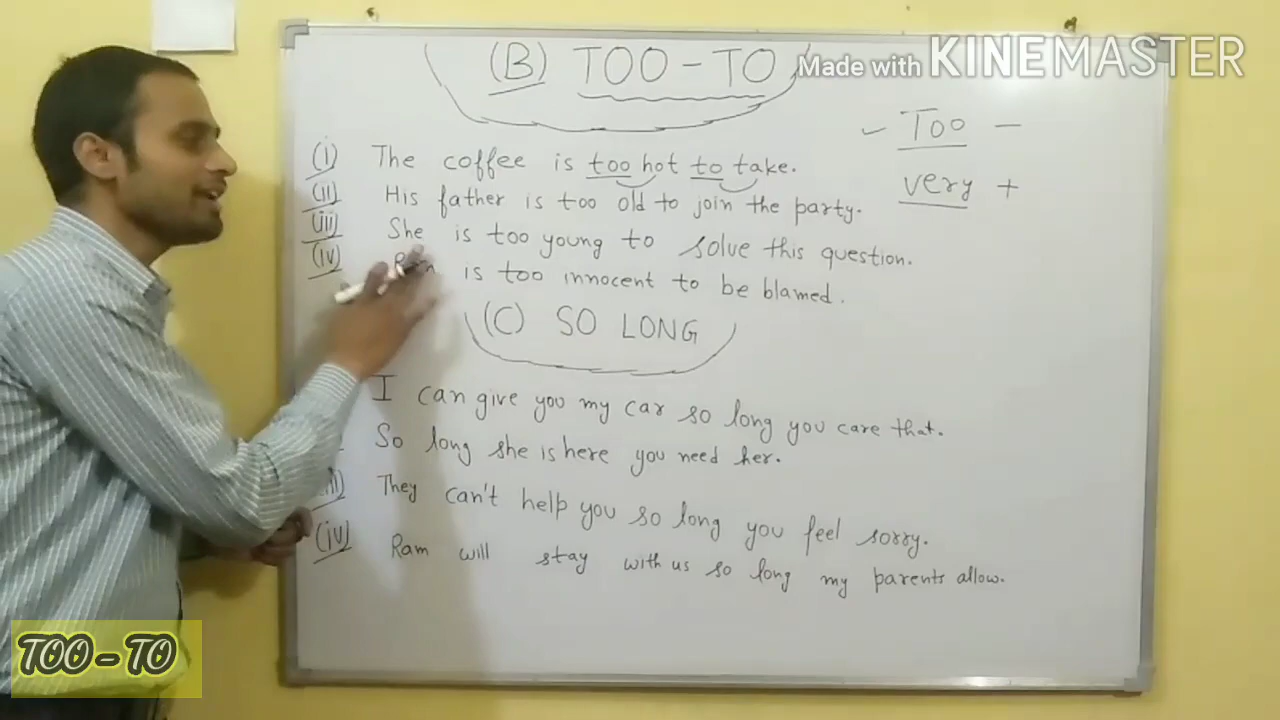 (B) TOO - TO
Made with KINEMASTER
Too -
very +
(i) The coffee is too hot to take.
(ii) His father is too old to join the party.
(iii) She is too young to solve this question.
(iv) Ram is too innocent to be blamed.
(C) SO LONG
I can give you my car so long you care that.
So long she is here you need her.
(iii) They can't help you so long you feel sorry.
(iv) Ram will stay with us so long my parents allow.
TOO - TO